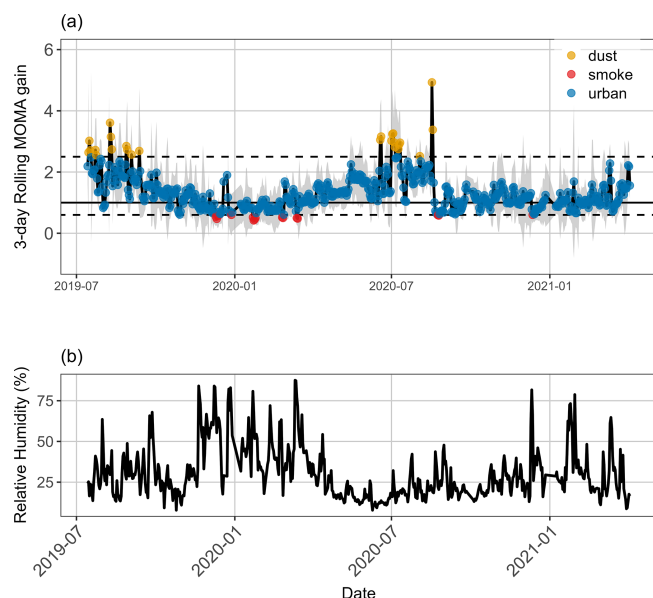 (a)
3-day Rolling MOMA gain
6
4
2
0
dust
smoke
urban
2019-07
2020-01
2020-07
2021-01
(b)
Relative Humidity (%)
75
50
25
2019-07
2020-01
2020-07
2021-01
Date